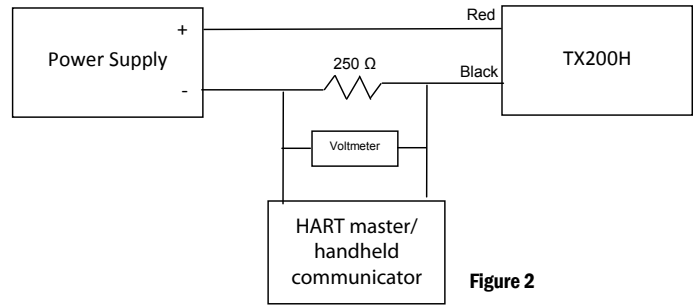 Red
+
Power Supply
TX200H
250 Ω
Black
-
Voltmeter
HART master/
handheld
communicator
Figure 2